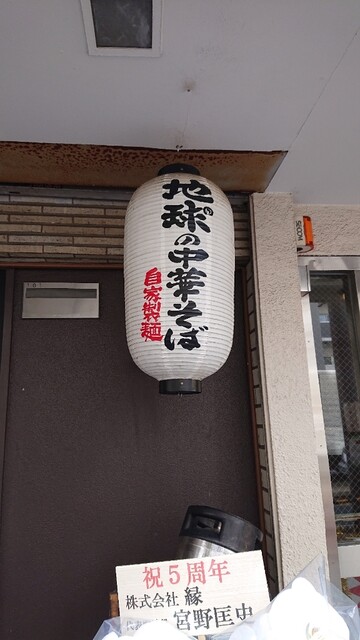 地球の中華そば
自家製麺
SECOM
祝5周年
株式会社 縁
宮野匡史